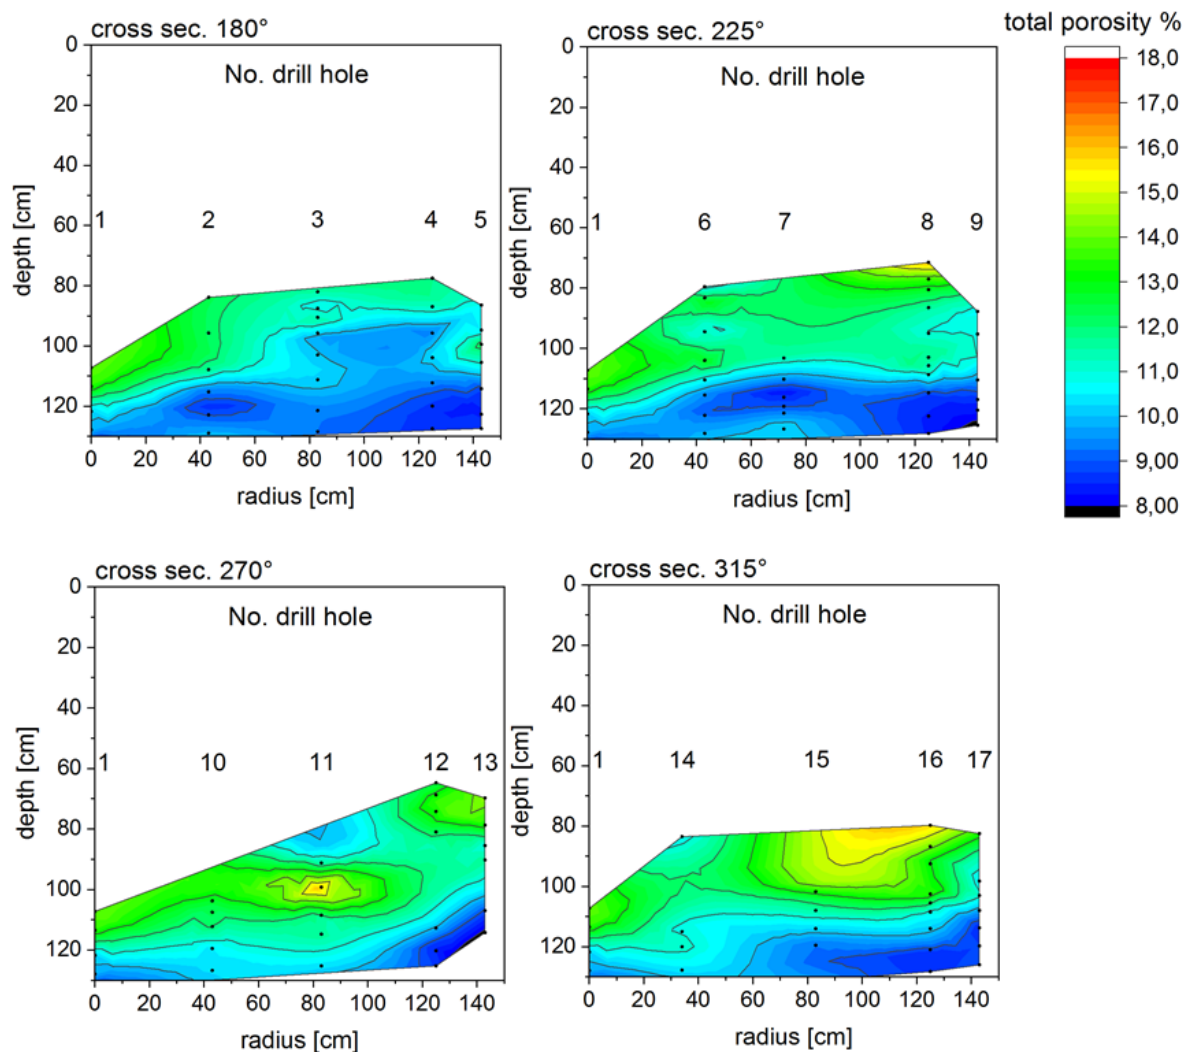 cross sec. 180°
No. drill hole
0
20
40
60
80
100
120
depth [cm]
1 2 3 4 5
0 20 40 60 80 100 120 140
radius [cm]
cross sec. 225°
No. drill hole
0
20
40
60
80
100
120
depth [cm]
1 6 7 8 9
0 20 40 60 80 100 120 140
radius [cm]
total porosity %
18,0
17,0
16,0
15,0
14,0
13,0
12,0
11,0
10,0
9,00
8,00
cross sec. 270°
No. drill hole
0
20
40
60
80
100
120
depth [cm]
1 10 11 12 13
0 20 40 60 80 100 120 140
radius [cm]
cross sec. 315°
No. drill hole
0
20
40
60
80
100
120
depth [cm]
1 14 15 16 17
0 20 40 60 80 100 120 140
radius [cm]